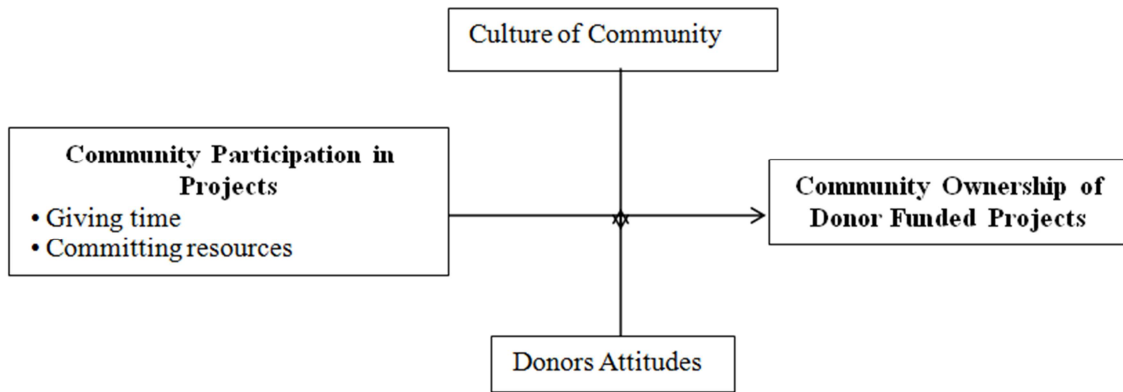 Culture of Community
Community Participation in
Projects
• Giving time
• Committing resources
Community Ownership of
Donor Funded Projects
Donors Attitudes